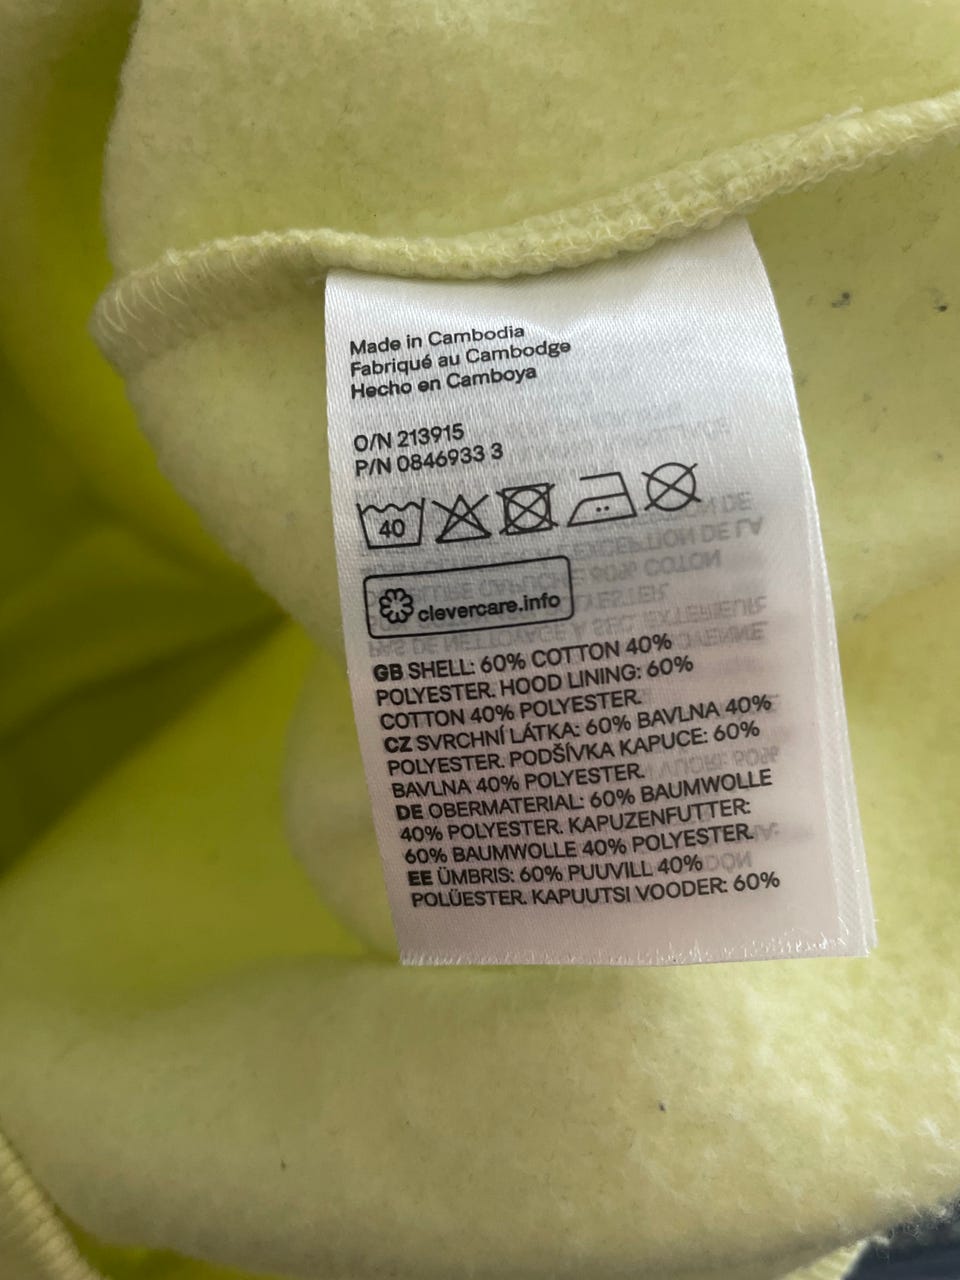 Made in Cambodia
Fabriqué au Cambodge
Hecho en Camboya
O/N 213915
P/N 0846933 3
40
clevercare.info
GB SHELL: 60% COTTON 40%
POLYESTER. HOOD LINING: 60%
COTTON 40% POLYESTER.
CZ SVRCHNÍ LÁTKA: 60% BAVLNA 40%
POLYESTER. PODŠÍVKA KAPUCE: 60%
BAVLNA 40% POLYESTER.
DE OBERMATERIAL: 60% BAUMWOLLE
40% POLYESTER. KAPUZENFUTTER:
60% BAUMWOLLE 40% POLYESTER.
EE ÜMBRIS: 60% PUUVILL 40%
POLÜESTER. KAPUUTSI VOODER: 60%